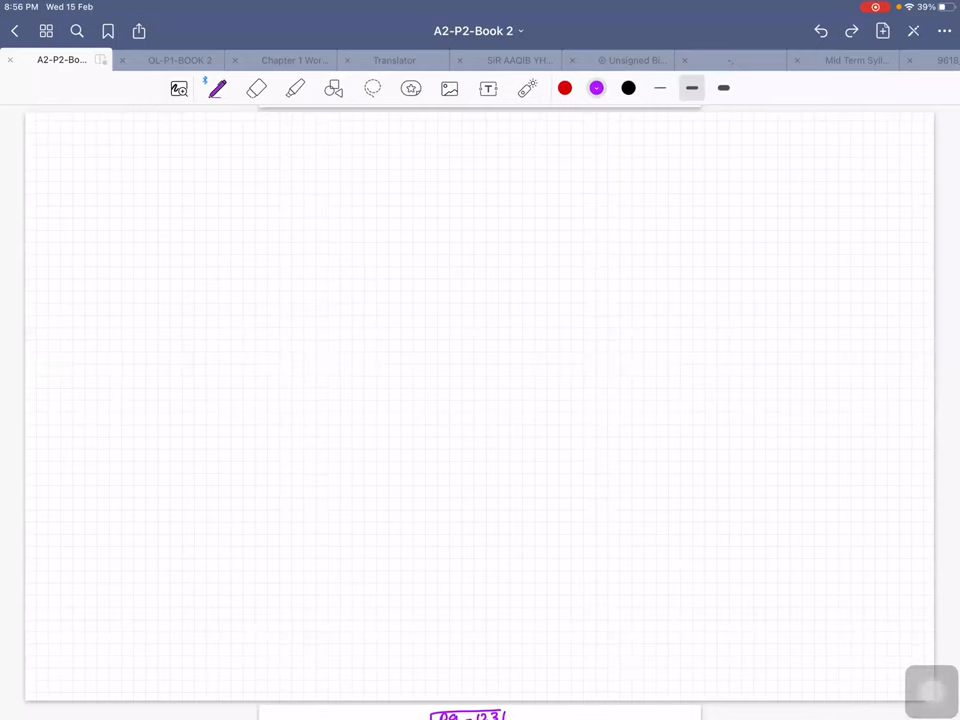 8:56 PM Wed 15 Feb
39%
A2-P2-Book 2
A2-P2-Bo...
OL-P1-BOOK 2
Chapter 1 Wor...
Translator
SIR AAQIB YH...
Unsigned Bi...
Mid Term Syll...
9618